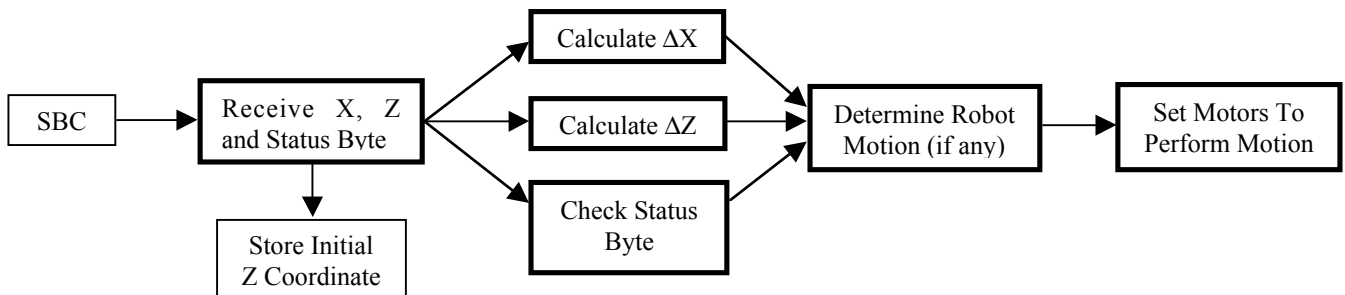 SBC
Receive X, Z
and Status Byte
Store Initial
Z Coordinate
Calculate ΔX
Calculate ΔZ
Check Status
Byte
Determine Robot
Motion (if any)
Set Motors To
Perform Motion